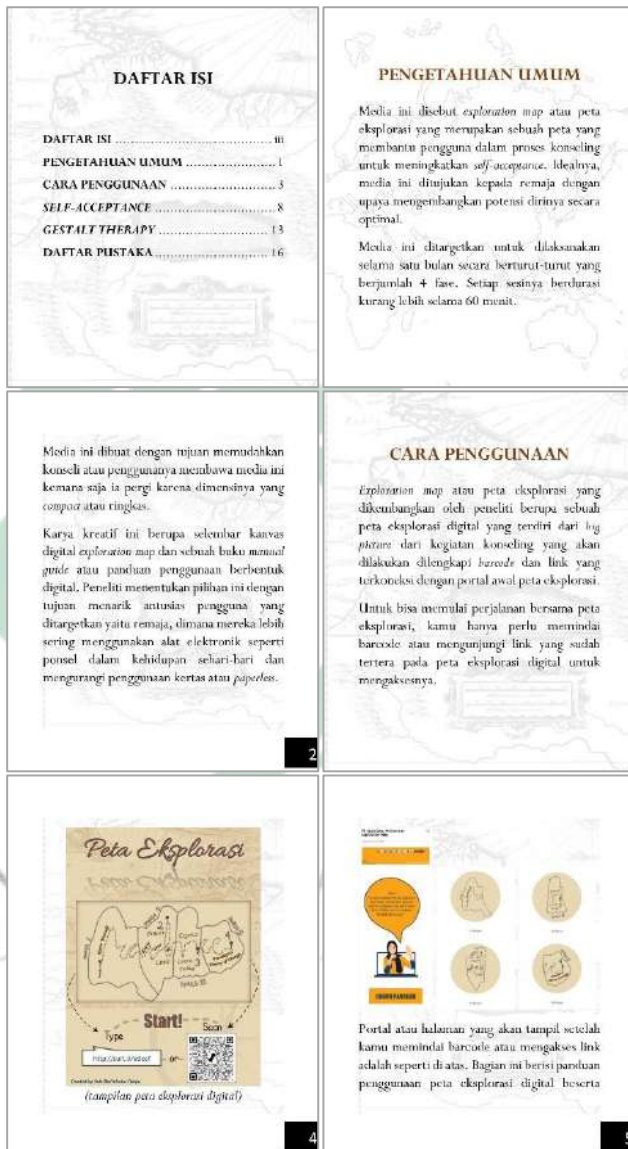 DAFTAR ISI
DAFTAR ISI ........................................ iii
PENGETAHUAN UMUM ..................... 1
CARA PENGGUNAAN ........................ 3
SELF-ACCEPTANCE ............................ 8
GESTALT THERAPY ............................ 13
DAFTAR PUSTAKA ............................. 16
PENGETAHUAN UMUM
Media ini disebut exploration map atau peta
eksplorasi yang merupakan sebuah peta yang
membantu pengguna dalam proses konseling
untuk meningkatkan self-acceptance. Idealnya,
media ini ditujukan kepada remaja dengan
upaya mengembangkan potensi dirinya secara
optimal.
Media ini ditargetkan untuk dilaksanakan
selama satu bulan secara berturut-turut yang
berjumlah 4 fase. Setiap sesinya berdurasi
kurang lebih selama 60 menit.
Media ini dibuat dengan tujuan memudahkan
konseli atau penggunanya membawa media ini
kemana saja ia pergi karena dimensinya yang
compact atau ringkas.
Karya kreatif ini berupa selembar kanvas
digital exploration map dan sebuah buku manual
guide atau panduan penggunaan berbentuk
digital. Peneliti menentukan pilihan ini dengan
tujuan menarik antusias pengguna yang
ditargetkan yaitu remaja, dimana mereka lebih
sering menggunakan alat elektronik seperti
ponsel dalam kehidupan sehari-hari dan
mengurangi penggunaan kertas atau paperless.
2
CARA PENGGUNAAN
Exploration map atau peta eksplorasi yang
dikembangkan oleh peneliti berupa sebuah
peta eksplorasi digital yang terdiri dari big
picture dari kegiatan konseling yang akan
dilakukan dilengkapi barcode dan link yang
terkoneksi dengan portal awal peta eksplorasi.
Untuk bisa memulai perjalanan bersama peta
eksplorasi, kamu hanya perlu memindai
barcode atau mengunjungi link yang sudah
tertera pada peta eksplorasi digital untuk
mengaksesnya.
Peta Eksplorasi
Start!
Type
Scan
or
(tampilan peta eksplorasi digital)
4
Portal atau halaman yang akan tampil setelah
kamu memindai barcode atau mengakses link
adalah seperti di atas. Bagian ini berisi panduan
penggunaan peta eksplorasi digital beserta
5